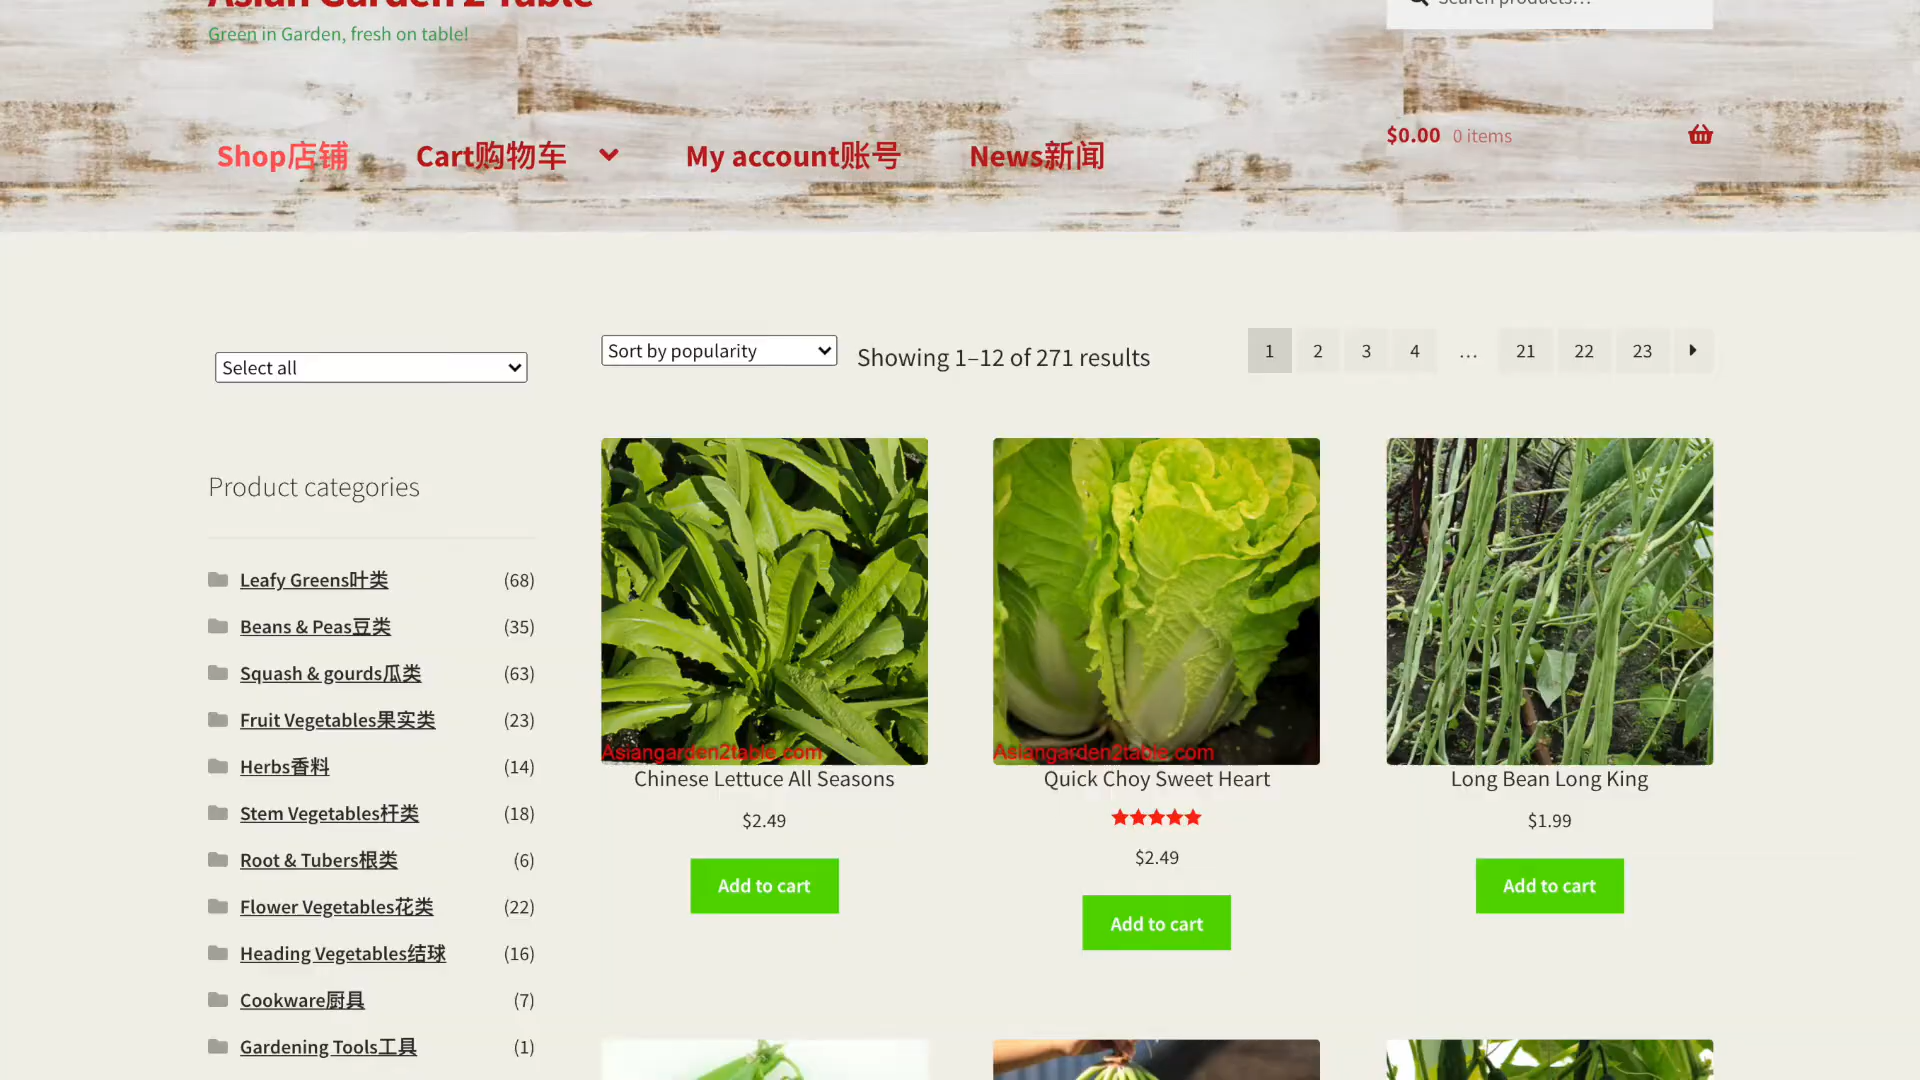 Asian Garden 2 Table
Green in Garden, fresh on table!
Search products…
Shop店铺
Cart购物车
My account账号
News新闻
$0.00 0 items
Select all
Sort by popularity
Showing 1–12 of 271 results
1 2 3 4 … 21 22 23
Product categories
Leafy Greens叶类 (68)
Beans & Peas豆类 (35)
Squash & gourds瓜类 (63)
Fruit Vegetables果实类 (23)
Herbs香料 (14)
Stem Vegetables杆类 (18)
Root & Tubers根类 (6)
Flower Vegetables花类 (22)
Heading Vegetables结球 (16)
Cookware厨具 (7)
Gardening Tools工具 (1)
Asiangarden2table.com
Chinese Lettuce All Seasons
$2.49
Add to cart
Asiangarden2table.com
Quick Choy Sweet Heart
$2.49
Add to cart
Long Bean Long King
$1.99
Add to cart